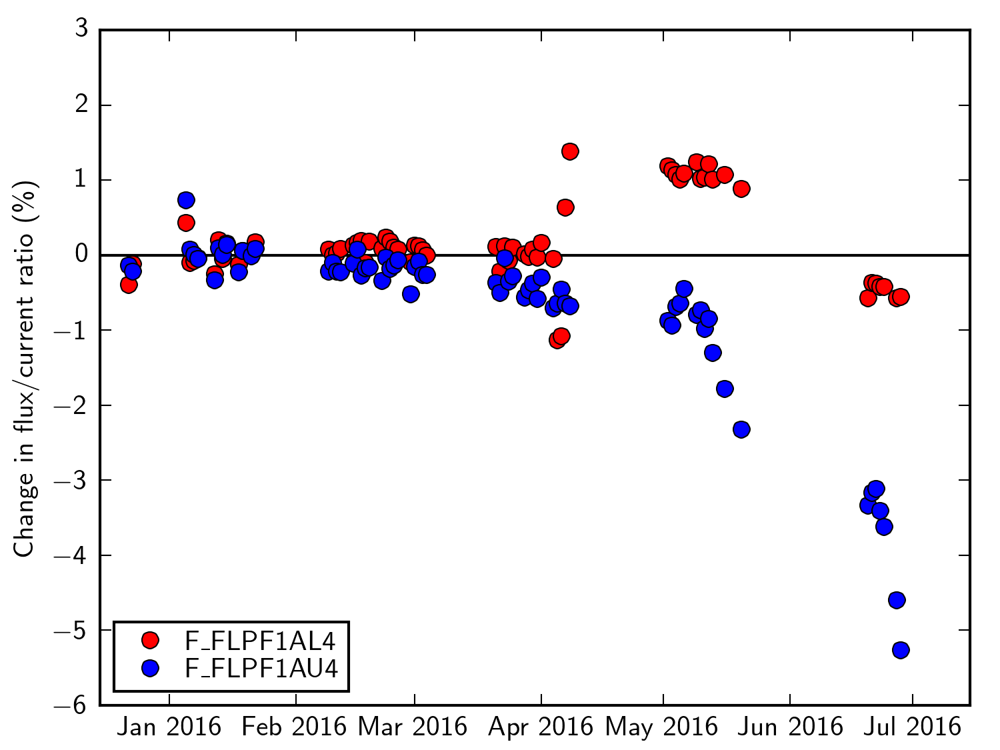 Change in flux/current ratio (%)
3
2
1
0
−1
−2
−3
−4
−5
−6
F_FLPF1AL4
F_FLPF1AU4
Jan 2016 Feb 2016 Mar 2016 Apr 2016 May 2016 Jun 2016 Jul 2016